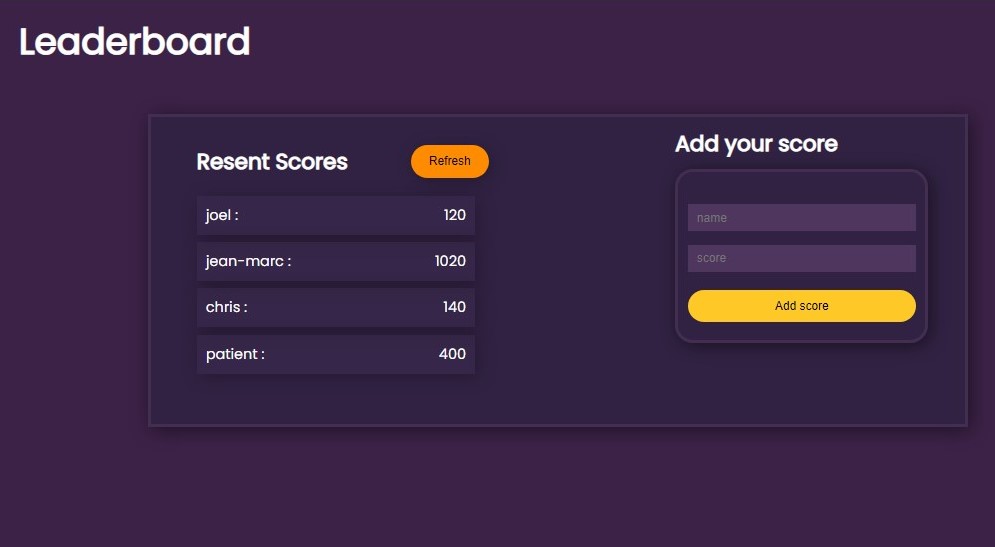 Leaderboard
Resent Scores
Refresh
joel : 120
jean-marc : 1020
chris : 140
patient : 400
Add your score
name
score
Add score